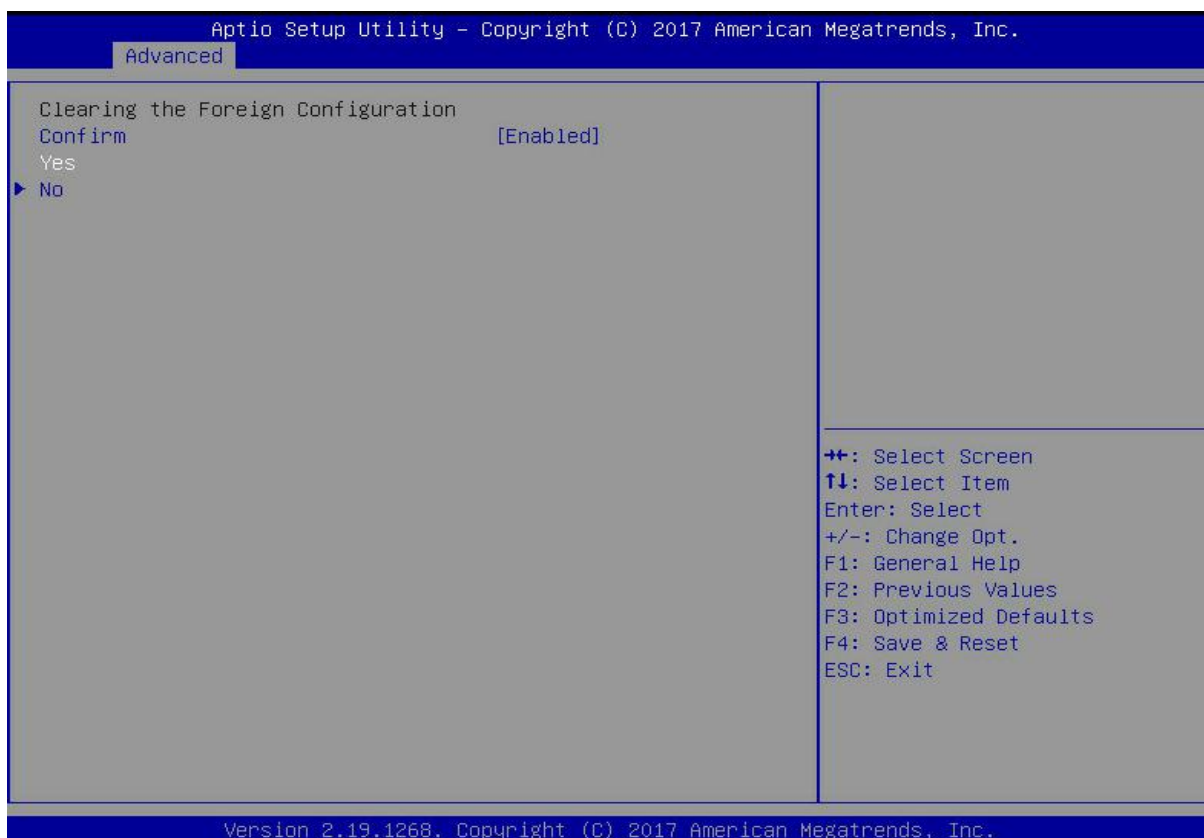 Aptio Setup Utility – Copyright (C) 2017 American Megatrends, Inc.
Advanced
Clearing the Foreign Configuration
Confirm [Enabled]
Yes
▶ No
→←: Select Screen
↑↓: Select Item
Enter: Select
+/-: Change Opt.
F1: General Help
F2: Previous Values
F3: Optimized Defaults
F4: Save & Reset
ESC: Exit
Version 2.19.1268. Copyright (C) 2017 American Megatrends, Inc.